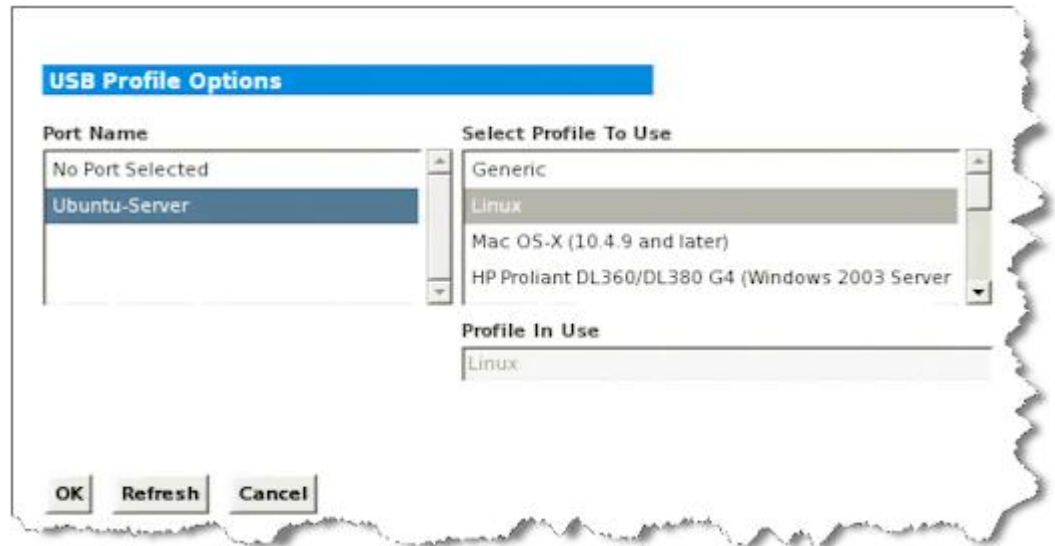 USB Profile Options
Port Name
No Port Selected
Ubuntu-Server
Select Profile To Use
Generic
Linux
Mac OS-X (10.4.9 and later)
HP Proliant DL360/DL380 G4 (Windows 2003 Server
Profile In Use
Linux
OK Refresh Cancel